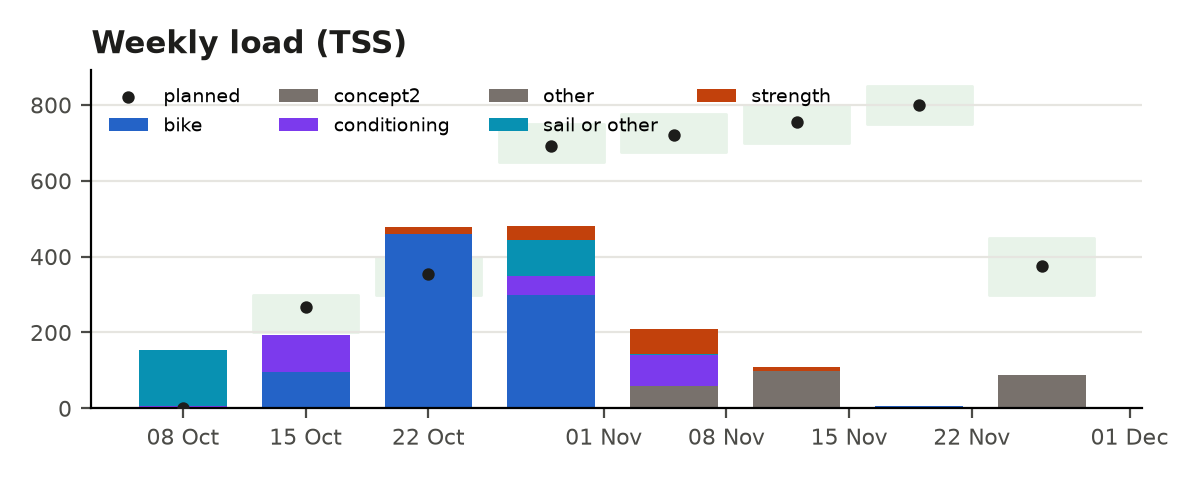 Weekly load (TSS)
planned concept2 other strength
bike conditioning sail or other
800
600
400
200
0
08 Oct 15 Oct 22 Oct 01 Nov 08 Nov 15 Nov 22 Nov 01 Dec